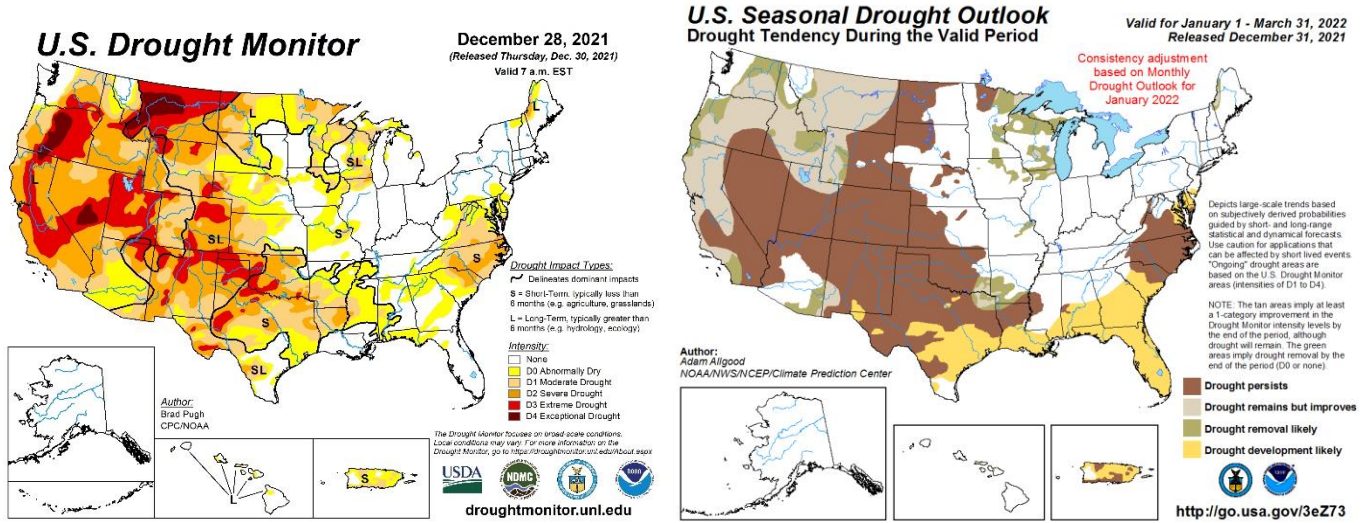 U.S. Drought Monitor
December 28, 2021
(Released Thursday, Dec. 30, 2021)
Valid 7 a.m. EST
L
SL
S
SL
S
S
SL
Drought Impact Types:
Delineates dominant impacts
S = Short-Term, typically less than
6 months (e.g. agriculture, grasslands)
L = Long-Term, typically greater than
6 months (e.g. hydrology, ecology)
Intensity:
None
D0 Abnormally Dry
D1 Moderate Drought
D2 Severe Drought
D3 Extreme Drought
D4 Exceptional Drought
Author:
Brad Pugh
CPC/NOAA
L
S
The Drought Monitor focuses on broad-scale conditions.
Local conditions may vary. For more information on the
Drought Monitor, go to https://droughtmonitor.unl.edu/About.aspx
USDA
NDMC
NOAA
droughtmonitor.unl.edu
U.S. Seasonal Drought Outlook
Drought Tendency During the Valid Period
Valid for January 1 - March 31, 2022
Released December 31, 2021
Consistency adjustment
based on Monthly
Drought Outlook for
January 2022
Depicts large-scale trends based
on subjectively derived probabilities
guided by short- and long-range
statistical and dynamical forecasts.
Use caution for applications that
can be affected by short lived events.
"Ongoing" drought areas are
based on the U.S. Drought Monitor
areas (intensities of D1 to D4).
NOTE: The tan areas imply at least
a 1-category improvement in the
Drought Monitor intensity levels by
the end of the period, although
drought will remain. The green
areas imply drought removal by the
end of the period (D0 or none).
Author:
Adam Allgood
NOAA/NWS/NCEP/Climate Prediction Center
Drought persists
Drought remains but improves
Drought removal likely
Drought development likely
NOAA
http://go.usa.gov/3eZ73